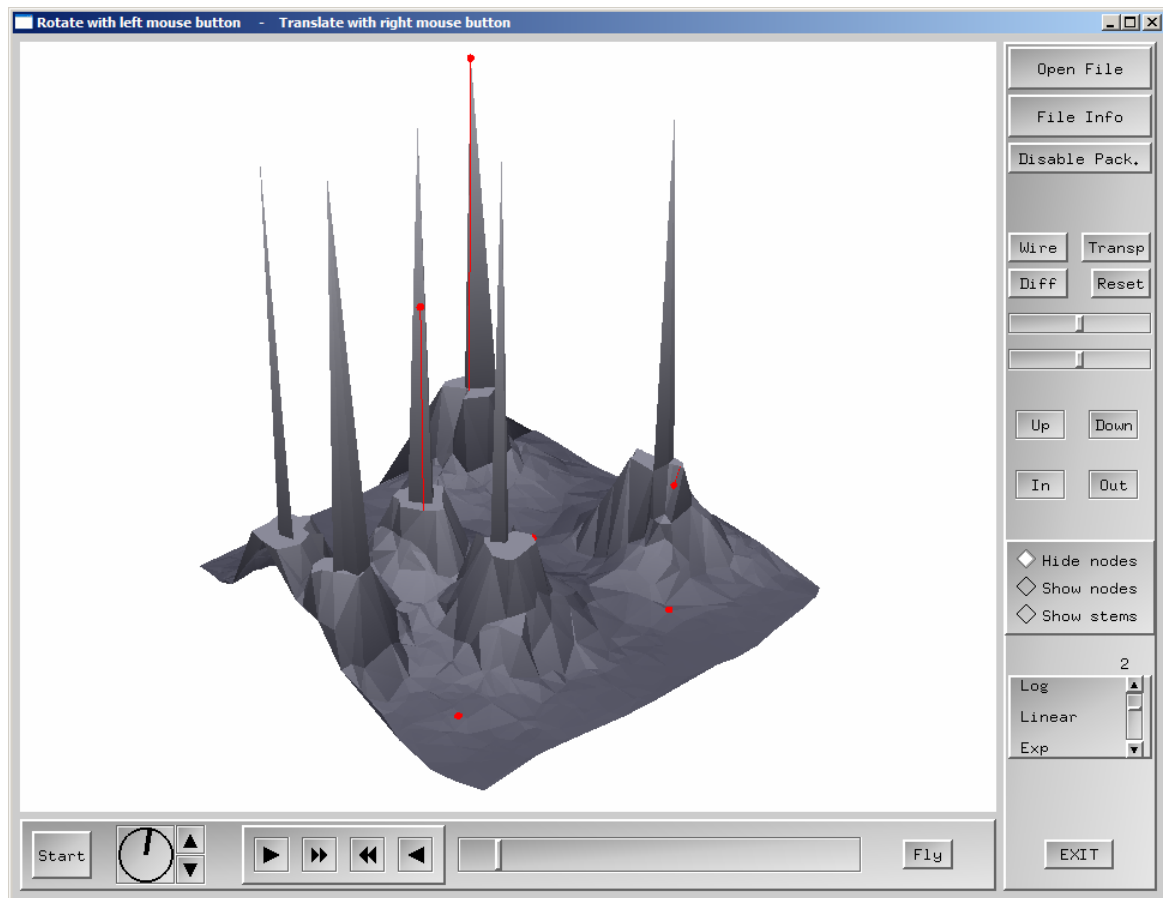 Rotate with left mouse button - Translate with right mouse button
Open File
File Info
Disable Pack.
Wire Transp
Diff Reset
Up Down
In Out
Hide nodes
Show nodes
Show stems
2
Log
Linear
Exp
Start
Fly
EXIT